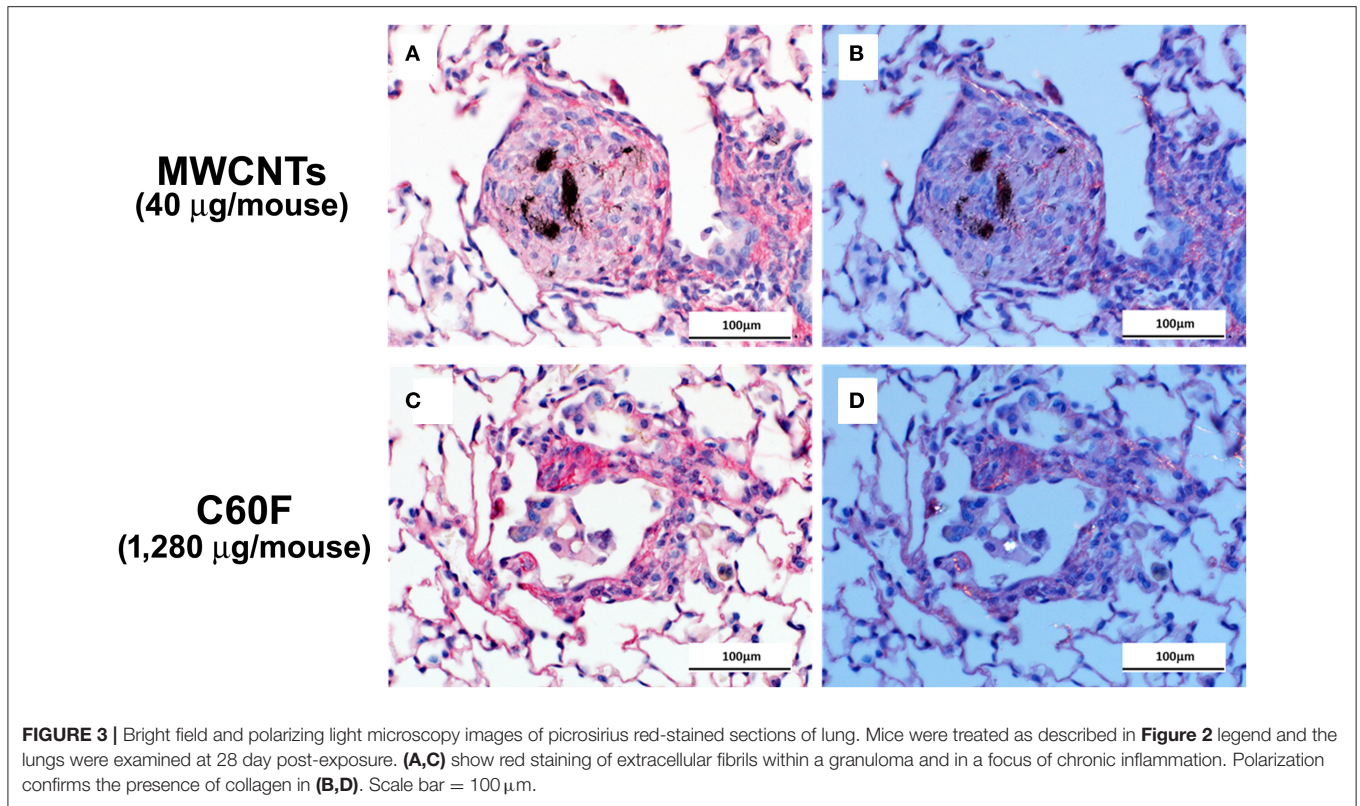 A
B
MWCNTs
(40 μg/mouse)
100μm
100μm
C
D
C60F
(1,280 μg/mouse)
100μm
100μm
FIGURE 3 | Bright field and polarizing light microscopy images of picrosirius red-stained sections of lung. Mice were treated as described in Figure 2 legend and the
lungs were examined at 28 day post-exposure. (A,C) show red staining of extracellular fibrils within a granuloma and in a focus of chronic inflammation. Polarization
confirms the presence of collagen in (B,D). Scale bar = 100 μm.